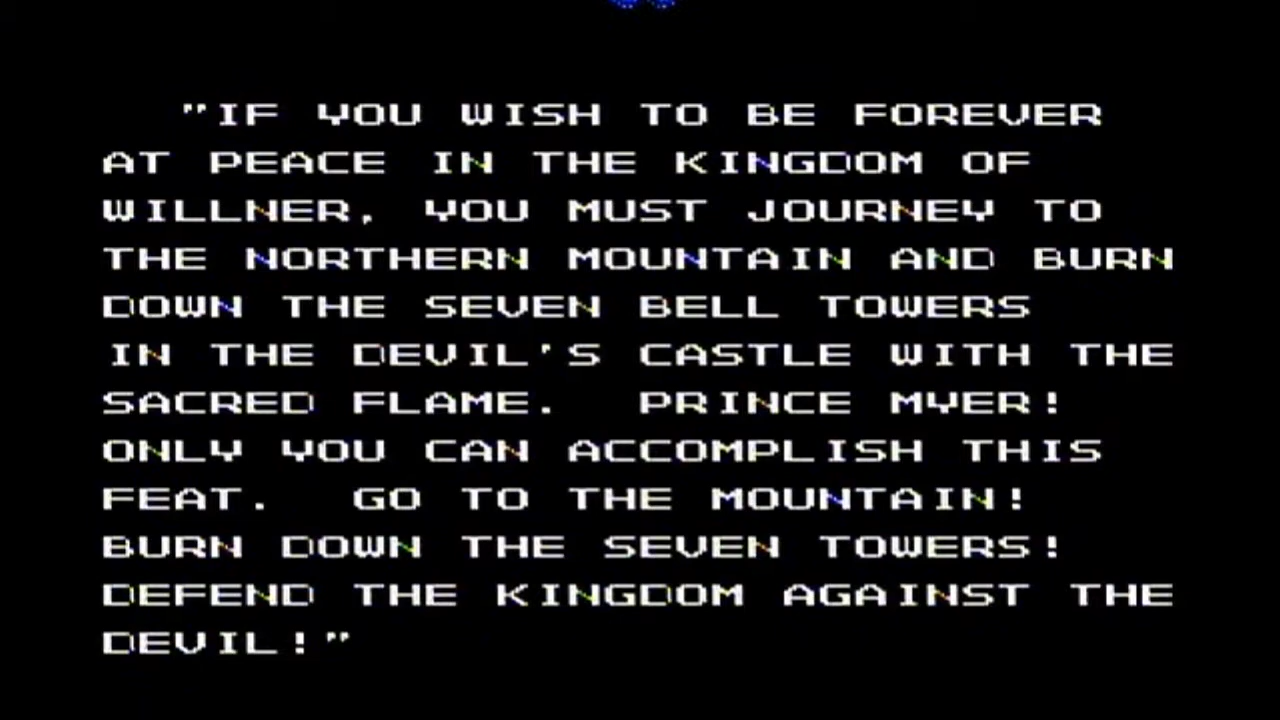 "IF YOU WISH TO BE FOREVER
AT PEACE IN THE KINGDOM OF
WILLNER, YOU MUST JOURNEY TO
THE NORTHERN MOUNTAIN AND BURN
DOWN THE SEVEN BELL TOWERS
IN THE DEVIL'S CASTLE WITH THE
SACRED FLAME.  PRINCE MYER!
ONLY YOU CAN ACCOMPLISH THIS
FEAT.  GO TO THE MOUNTAIN!
BURN DOWN THE SEVEN TOWERS!
DEFEND THE KINGDOM AGAINST THE
DEVIL!"